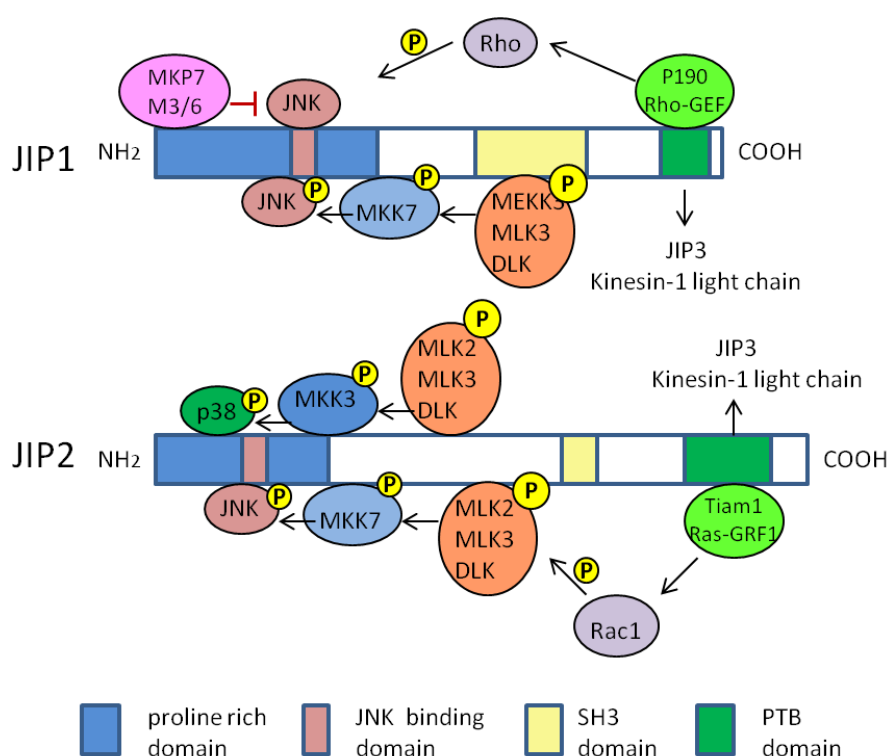 P
Rho
MKP7
M3/6
JNK
P190
Rho-GEF
JIP1
NH2
COOH
JNK
P
MKK7
P
MEKK3
MLK3
DLK
P
JIP3
Kinesin-1 light chain
MLK2
MLK3
DLK
P
JIP3
Kinesin-1 light chain
p38
P
MKK3
P
JIP2
NH2
COOH
JNK
P
MKK7
P
MLK2
MLK3
DLK
P
Tiam1
Ras-GRF1
P
Rac1
proline rich
domain
JNK binding
domain
SH3
domain
PTB
domain